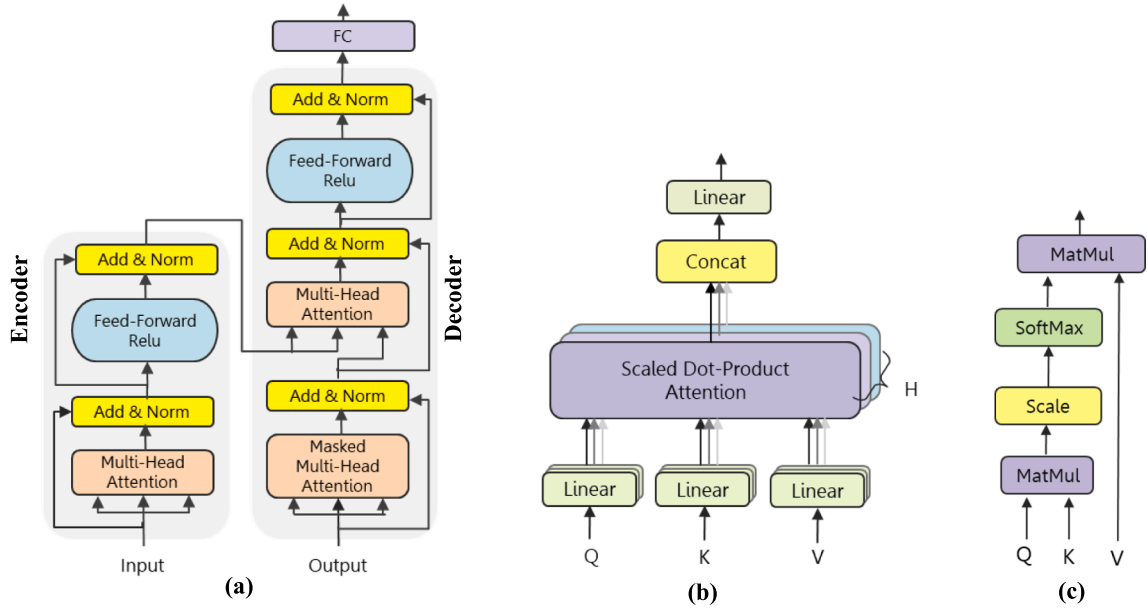 FC
Add & Norm
Feed-Forward
Relu
Add & Norm
Multi-Head
Attention
Add & Norm
Masked
Multi-Head
Attention
Output
Decoder
Encoder
Add & Norm
Feed-Forward
Relu
Add & Norm
Multi-Head
Attention
Input
(a)
Linear
Concat
Scaled Dot-Product
Attention
H
Linear
Linear
Linear
Q
K
V
(b)
MatMul
SoftMax
Scale
MatMul
Q
K
V
(c)